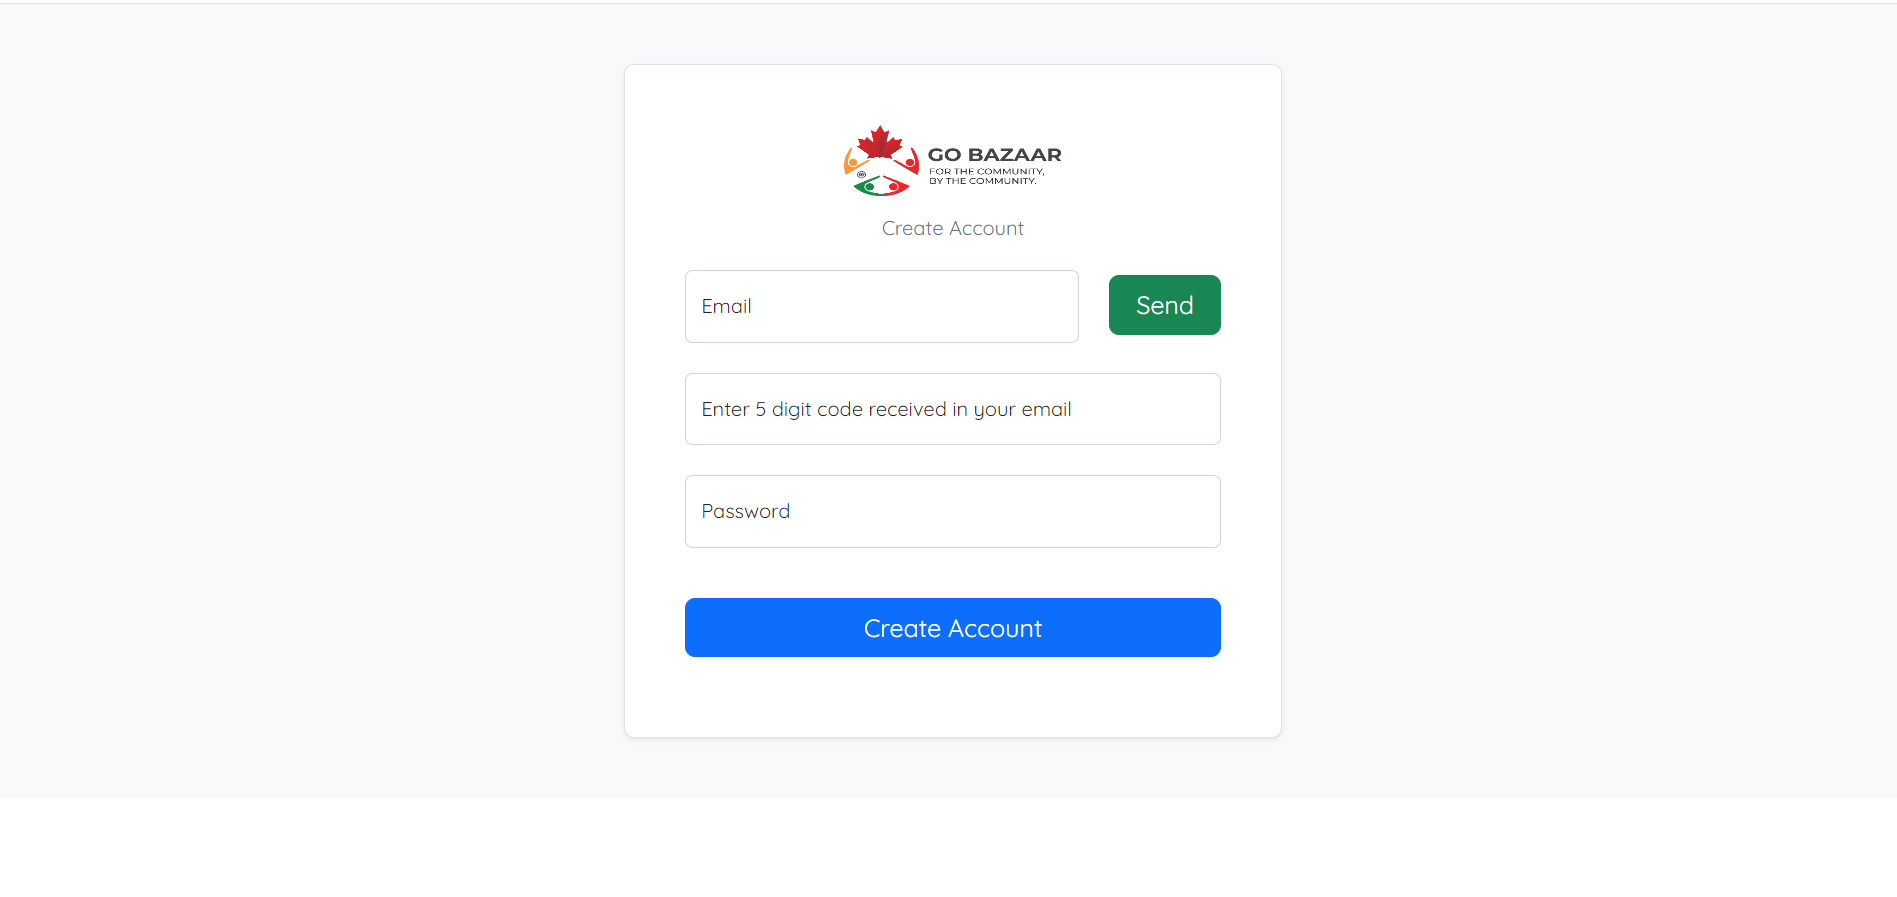 GO BAZAAR
FOR THE COMMUNITY,
BY THE COMMUNITY.
Create Account
Email
Send
Enter 5 digit code received in your email
Password
Create Account